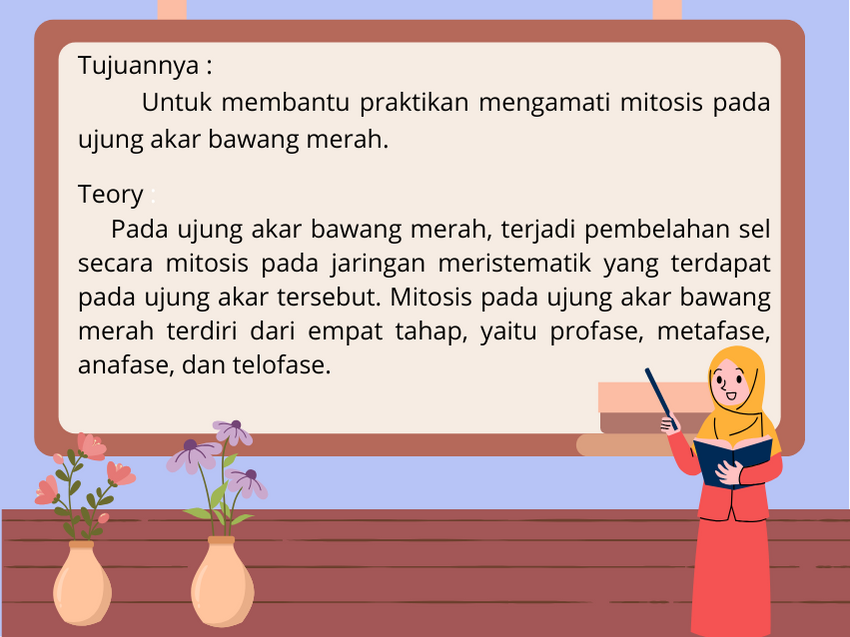 Tujuannya :
Untuk membantu praktikan mengamati mitosis pada
ujung akar bawang merah.
Teory :
Pada ujung akar bawang merah, terjadi pembelahan sel
secara mitosis pada jaringan meristematik yang terdapat
pada ujung akar tersebut. Mitosis pada ujung akar bawang
merah terdiri dari empat tahap, yaitu profase, metafase,
anafase, dan telofase.